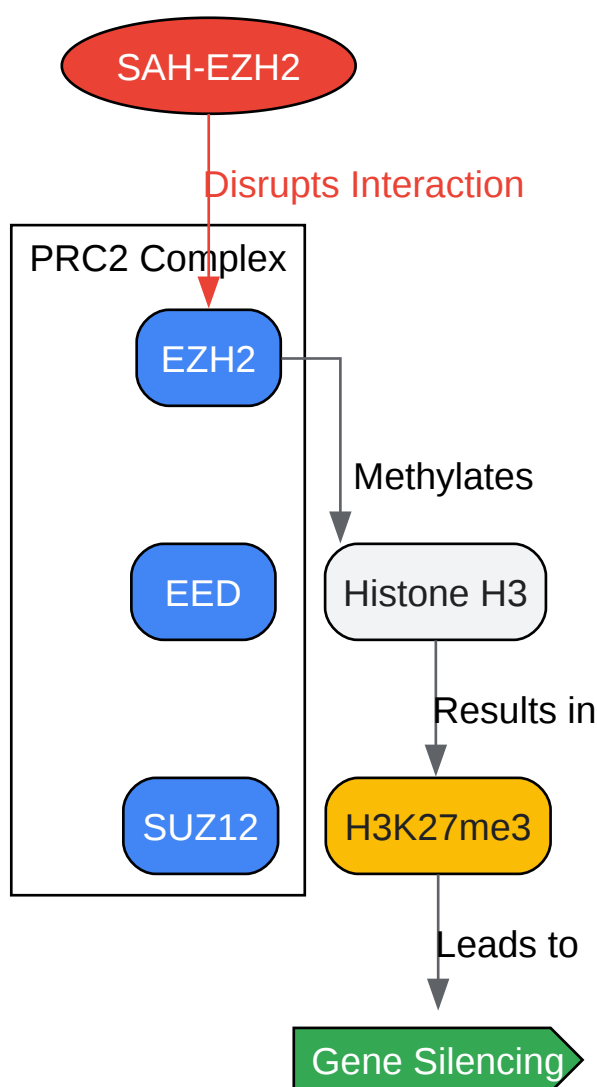 SAH-EZH2
Disrupts Interaction
PRC2 Complex
EZH2
Methylates
EED
Histone H3
Results in
SUZ12
H3K27me3
Leads to
Gene Silencing